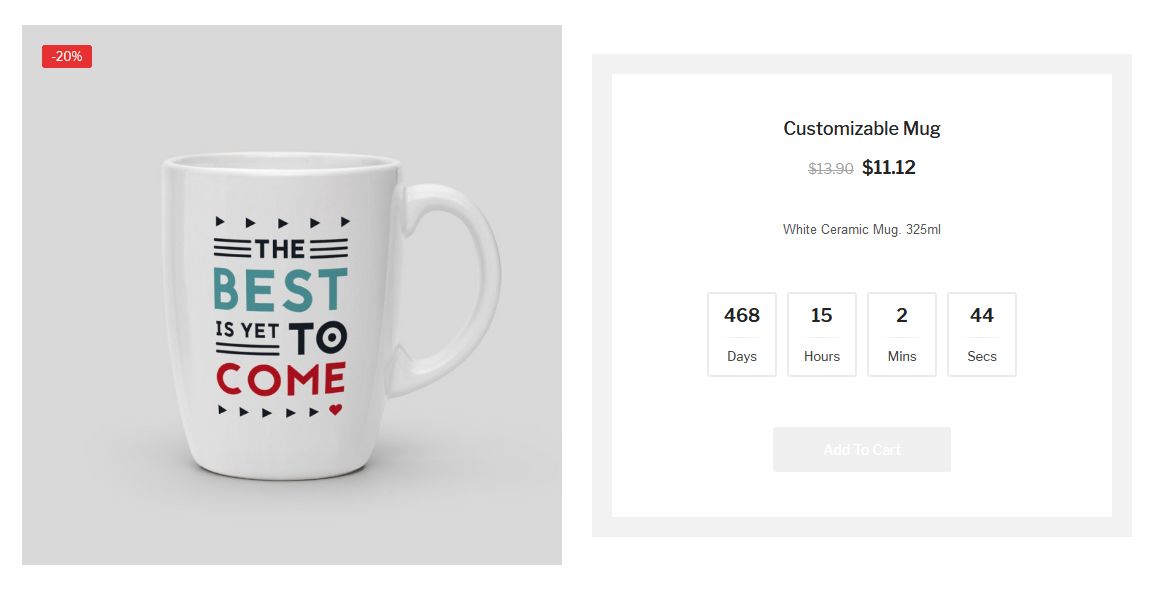 -20%
THE
BEST
IS YET TO
COME
Customizable Mug
$13.90 $11.12
White Ceramic Mug. 325ml
468 15 2 44
Days Hours Mins Secs
Add To Cart